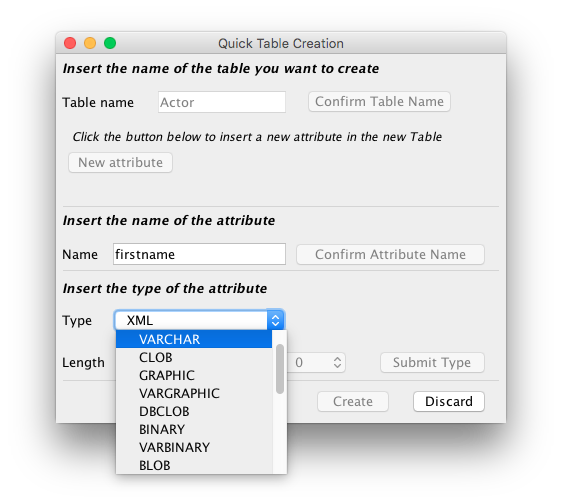 Quick Table Creation
Insert the name of the table you want to create
Table name Actor Confirm Table Name
Click the button below to insert a new attribute in the new Table
New attribute
Insert the name of the attribute
Name firstname Confirm Attribute Name
Insert the type of the attribute
Type XML
VARCHAR
Length CLOB 0 Submit Type
GRAPHIC
VARGRAPHIC
Create Discard
DBCLOB
BINARY
VARBINARY
BLOB